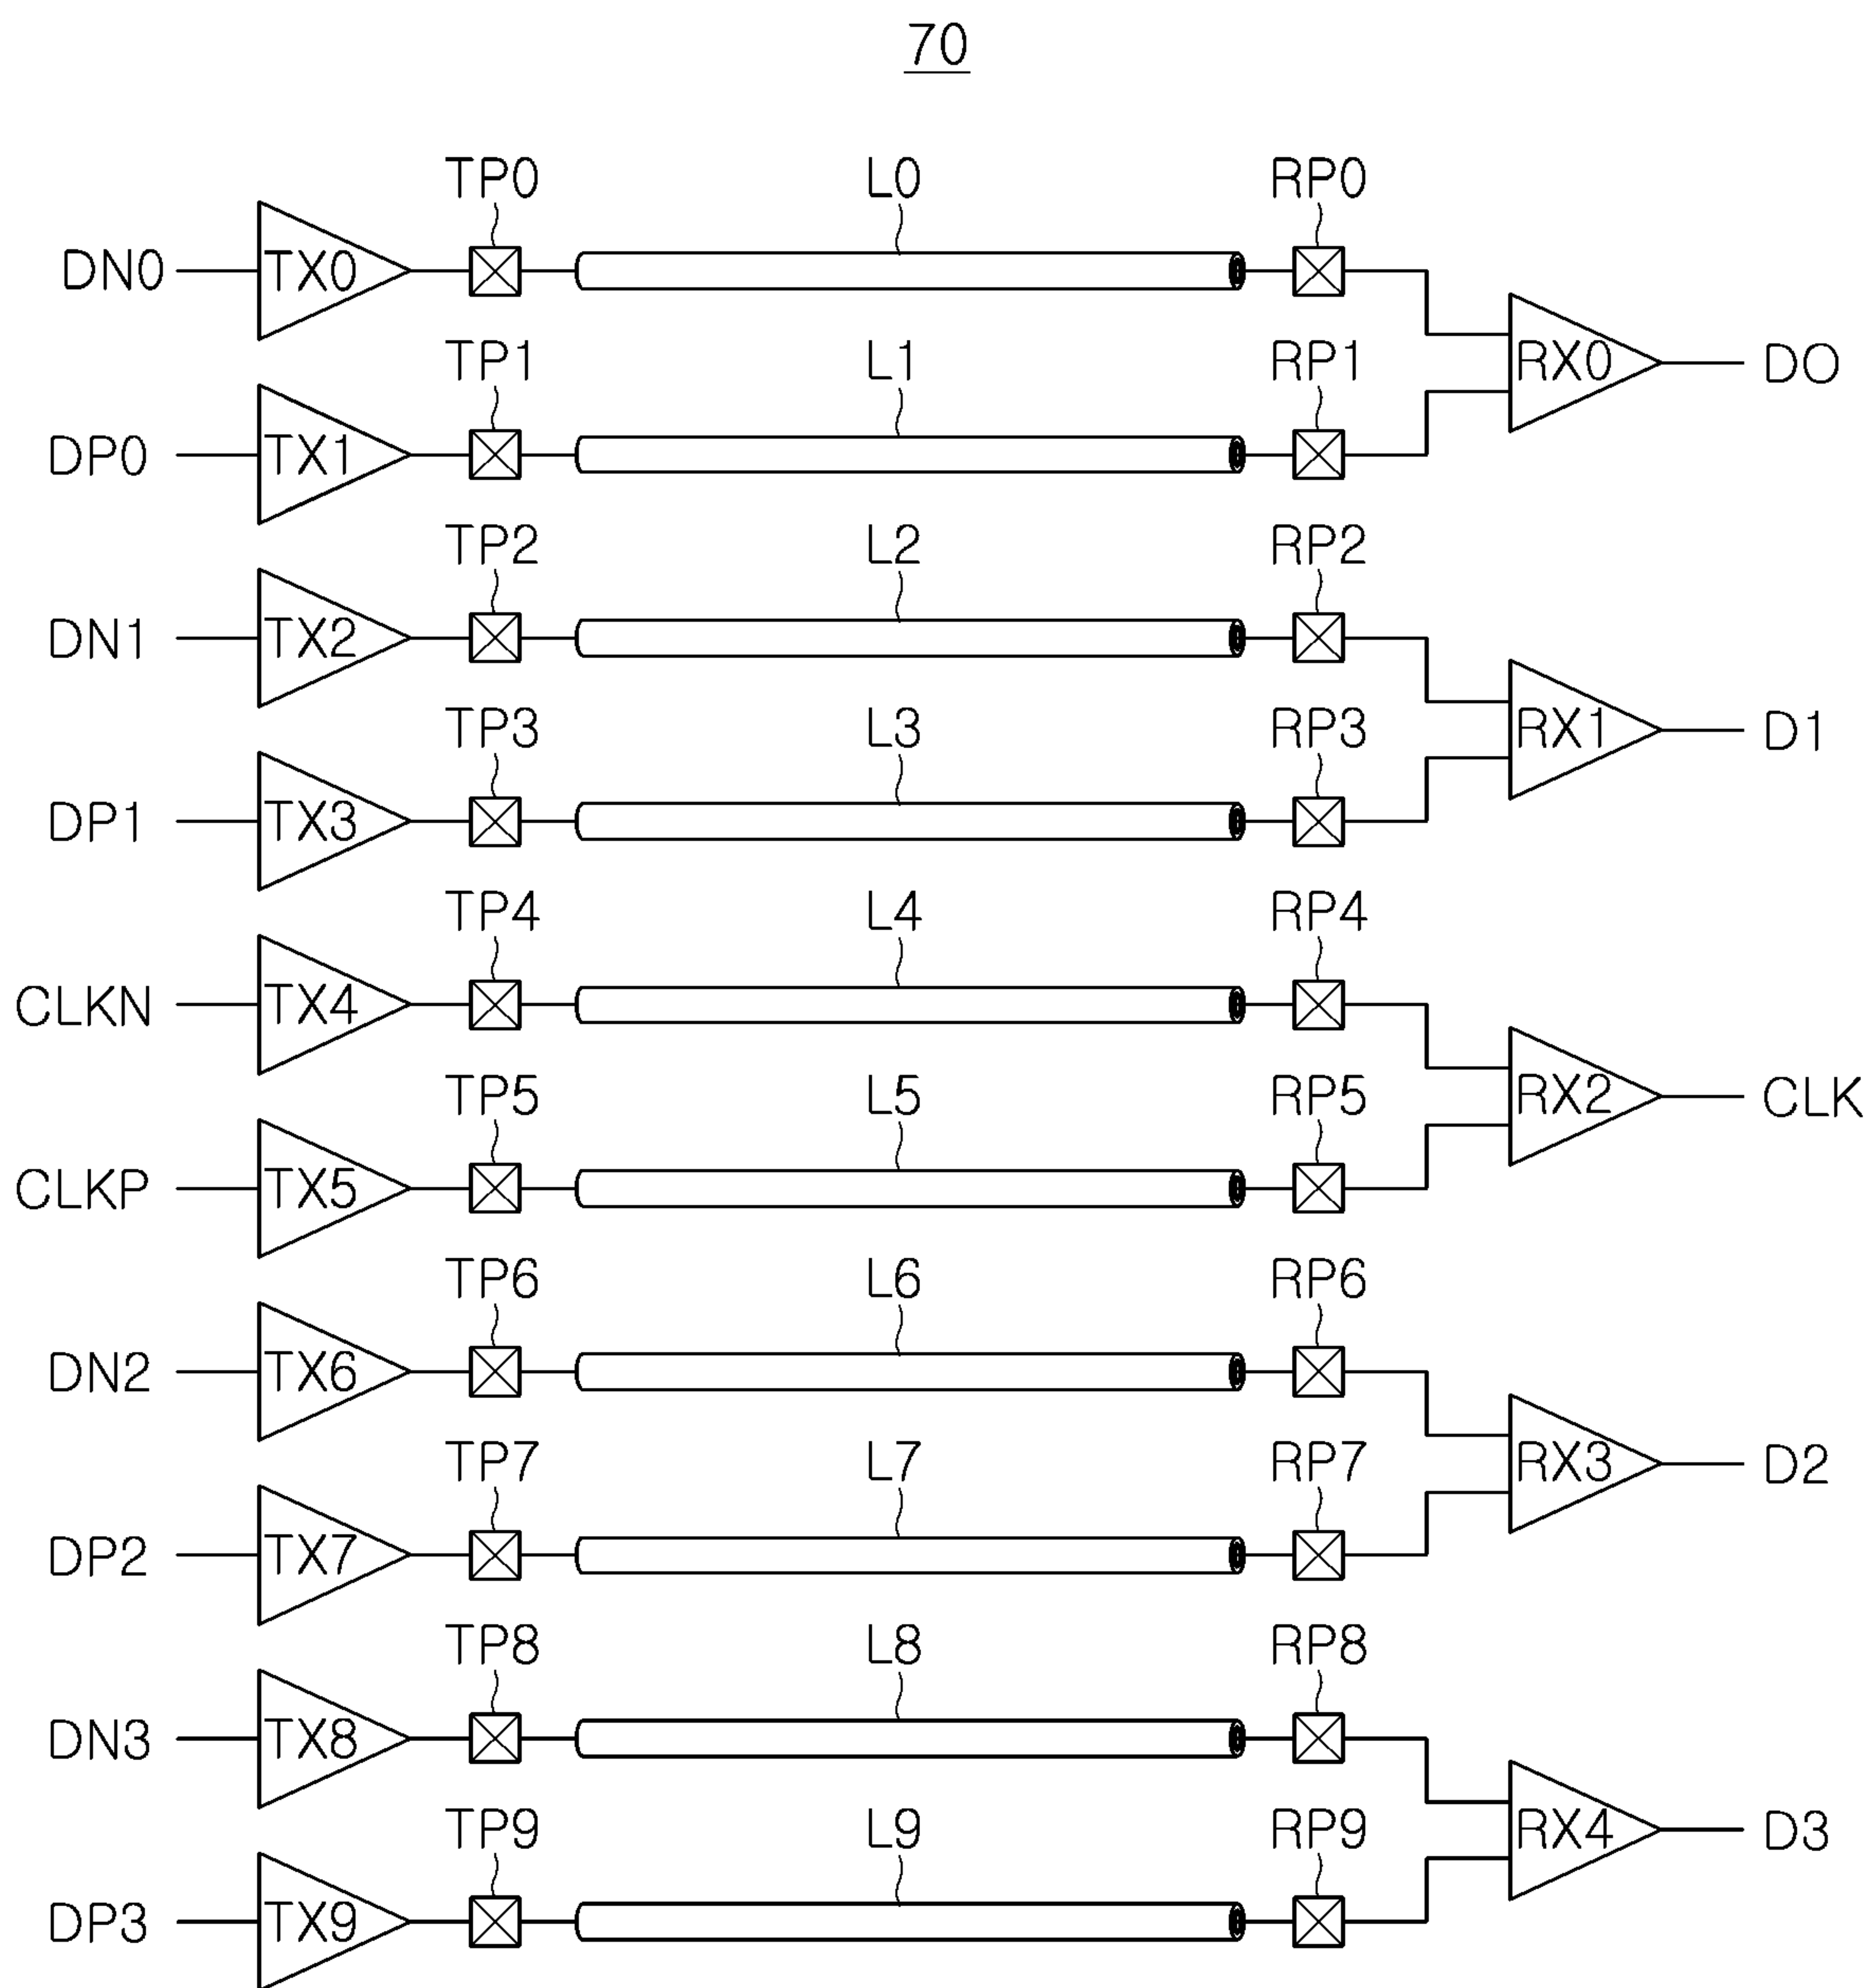 70
TP0 L0 RP0
DN0 TX0
RX0 DO
TP1 L1 RP1
DP0 TX1
TP2 L2 RP2
DN1 TX2
RX1 D1
TP3 L3 RP3
DP1 TX3
TP4 L4 RP4
CLKN TX4
RX2 CLK
TP5 L5 RP5
CLKP TX5
TP6 L6 RP6
DN2 TX6
RX3 D2
TP7 L7 RP7
DP2 TX7
TP8 L8 RP8
DN3 TX8
RX4 D3
TP9 L9 RP9
DP3 TX9